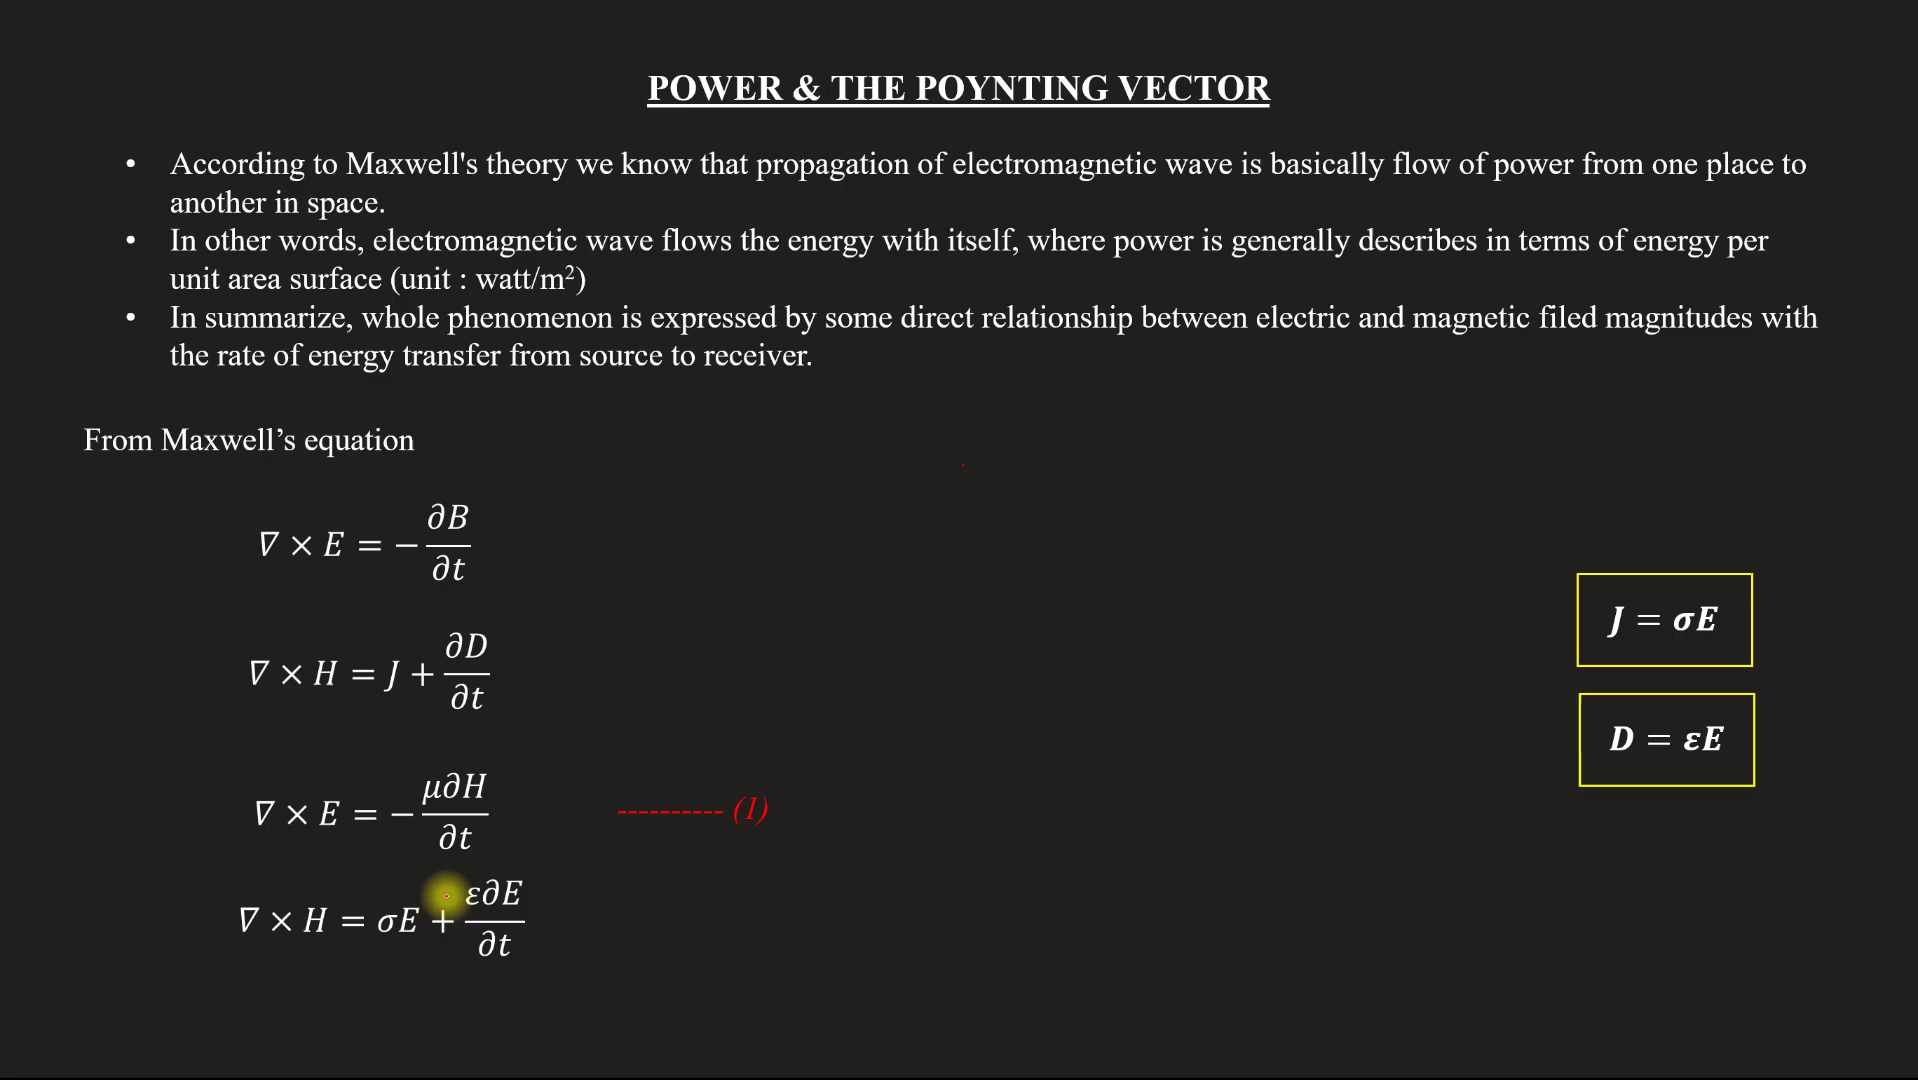 POWER & THE POYNTING VECTOR
• According to Maxwell's theory we know that propagation of electromagnetic wave is basically flow of power from one place to
another in space.
• In other words, electromagnetic wave flows the energy with itself, where power is generally describes in terms of energy per
unit area surface (unit : watt/m²)
• In summarize, whole phenomenon is expressed by some direct relationship between electric and magnetic filed magnitudes with
the rate of energy transfer from source to receiver.
From Maxwell’s equation
∇ × E = − ∂B/∂t
J = σE
∇ × H = J + ∂D/∂t
D = εE
∇ × E = − μ∂H/∂t ---------- (1)
∇ × H = σE + ε∂E/∂t